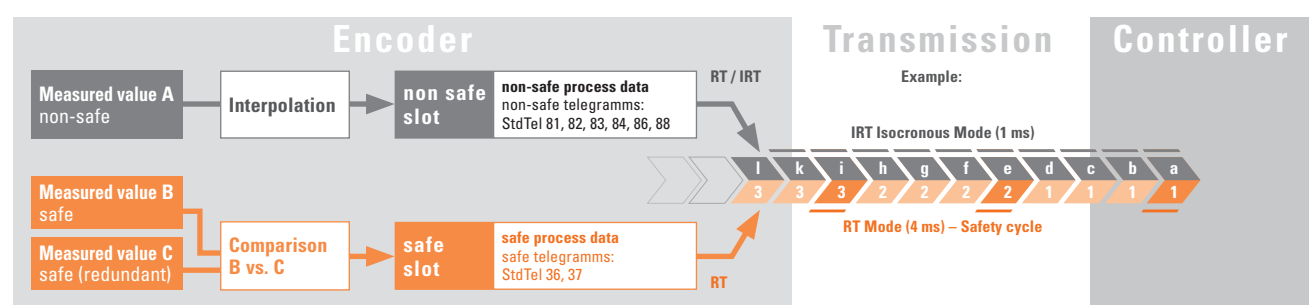 Encoder
Transmission
Controller
Measured value A
non-safe
Interpolation
non safe
slot
non-safe process data
non-safe telegramms:
StdTel 81, 82, 83, 84, 86, 88
RT / IRT
Example:
IRT Isocronous Mode (1 ms)
l k i h g f e d c b a
3 3 3 2 2 2 2 1 1 1 1
RT Mode (4 ms) – Safety cycle
Measured value B
safe
Measured value C
safe (redundant)
Comparison
B vs. C
safe
slot
safe process data
safe telegramms:
StdTel 36, 37
RT